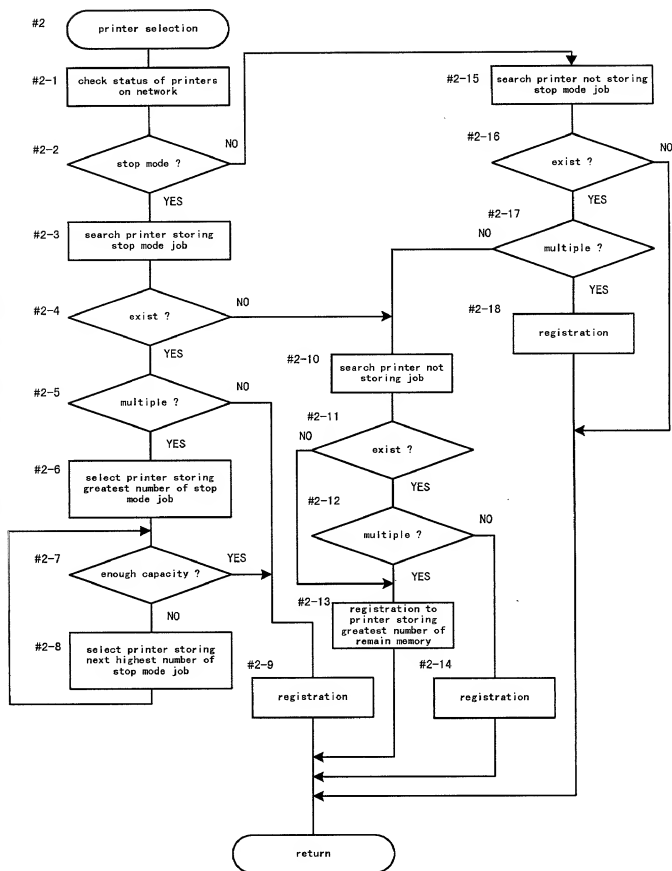 #2
printer selection
#2-1
check status of printers
on network
#2-2
stop mode ?
NO
YES
#2-3
search printer storing
stop mode job
#2-4
exist ?
NO
YES
#2-5
multiple ?
NO
YES
#2-6
select printer storing
greatest number of stop
mode job
#2-7
enough capacity ?
YES
NO
#2-8
select printer storing
next highest number of
stop mode job
#2-9
registration
#2-10
search printer not
storing job
#2-11
NO
exist ?
YES
#2-12
multiple ?
NO
YES
#2-13
registration to
printer storing
greatest number of
remain memory
#2-14
registration
#2-15
search printer not storing
stop mode job
#2-16
exist ?
NO
YES
#2-17
NO
multiple ?
YES
#2-18
registration
return